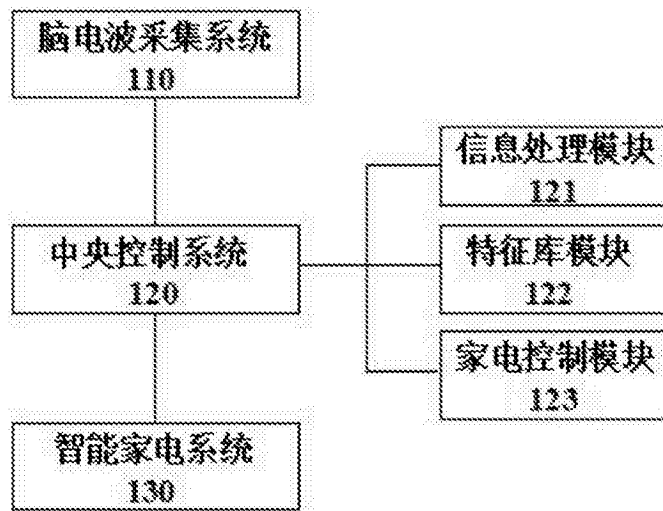 脑电波采集系统
110
中央控制系统
120
智能家电系统
130
信息处理模块
121
特征库模块
122
家电控制模块
123